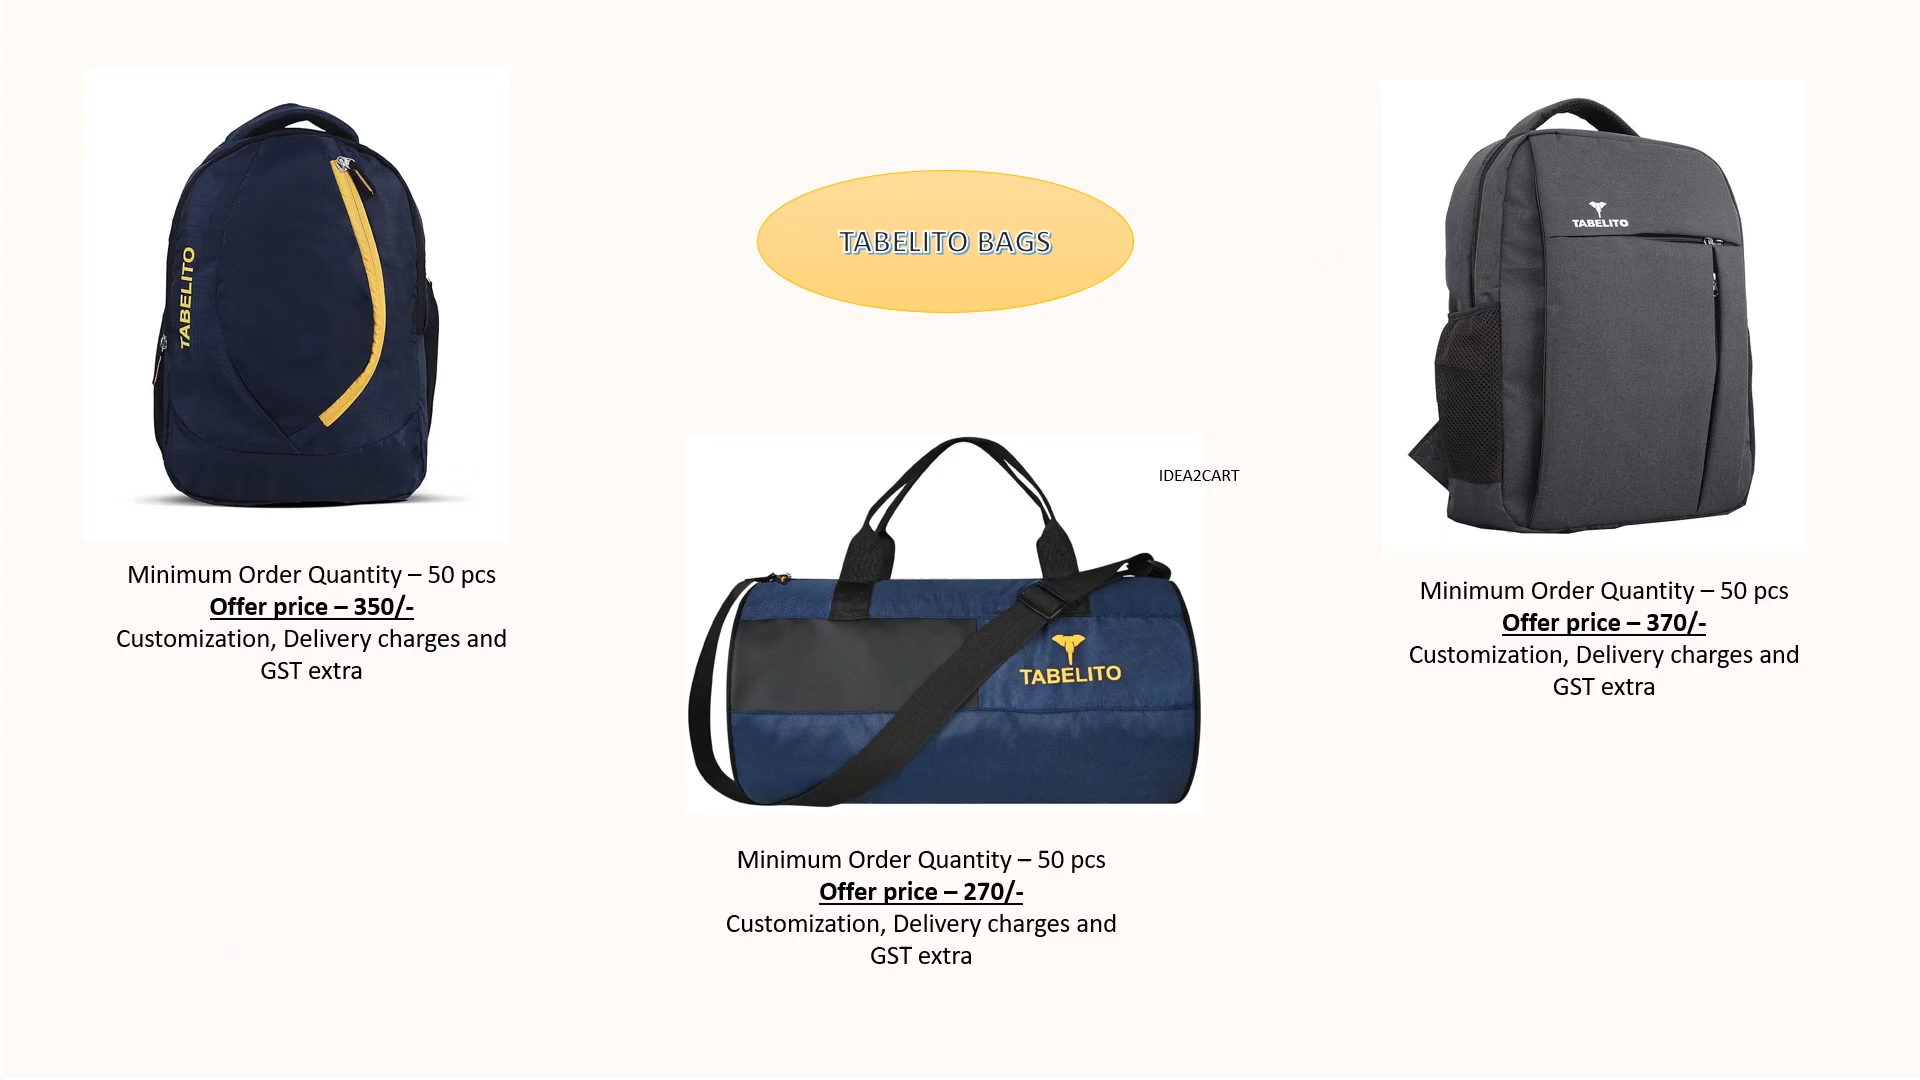 TABELITO BAGS
TABELITO
Minimum Order Quantity – 50 pcs
Offer price – 350/-
Customization, Delivery charges and
GST extra
IDEA2CART
TABELITO
Minimum Order Quantity – 50 pcs
Offer price – 270/-
Customization, Delivery charges and
GST extra
TABELITO
Minimum Order Quantity – 50 pcs
Offer price – 370/-
Customization, Delivery charges and
GST extra